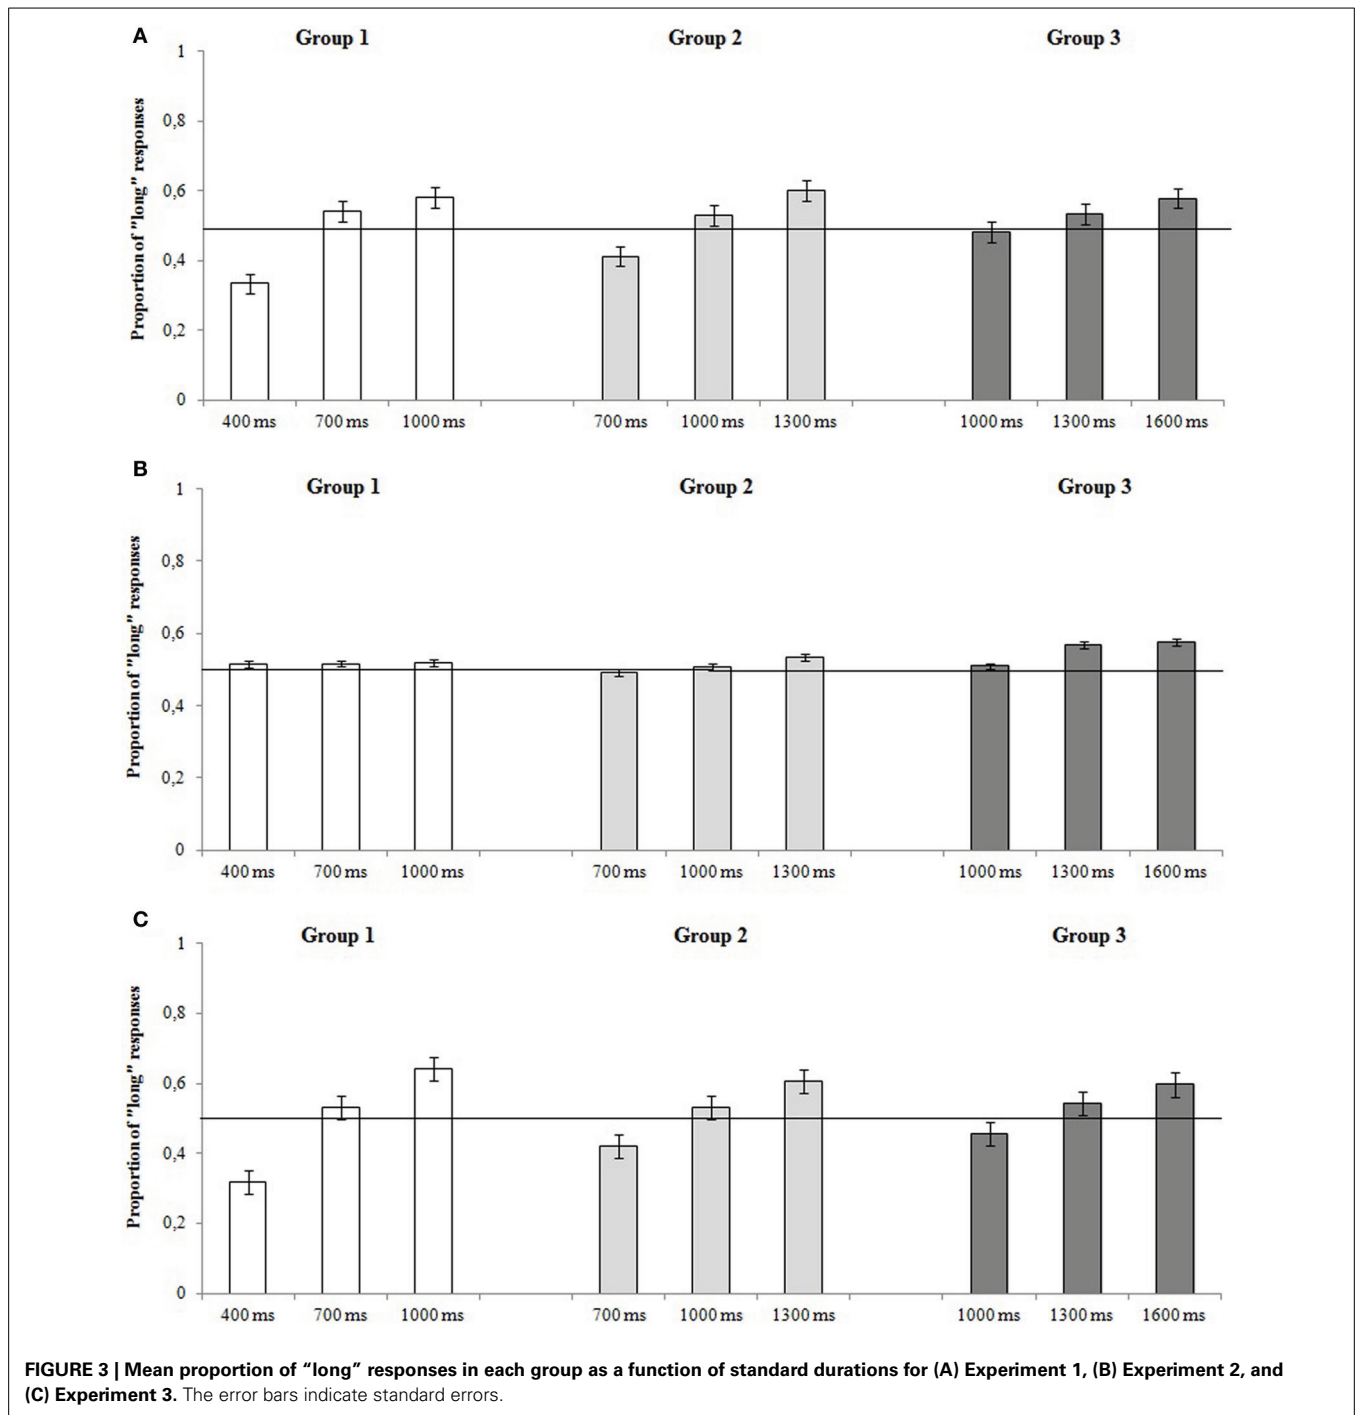 A
Group 1 Group 2 Group 3
1
0,8
0,6
0,4
0,2
0
Proportion of "long" responses
400 ms 700 ms 1000 ms 700 ms 1000 ms 1300 ms 1000 ms 1300 ms 1600 ms
B
Group 1 Group 2 Group 3
1
0,8
0,6
0,4
0,2
0
Proportion of "long" responses
400 ms 700 ms 1000 ms 700 ms 1000 ms 1300 ms 1000 ms 1300 ms 1600 ms
C
Group 1 Group 2 Group 3
1
0,8
0,6
0,4
0,2
0
Proportion of "long" responses
400 ms 700 ms 1000 ms 700 ms 1000 ms 1300 ms 1000 ms 1300 ms 1600 ms
FIGURE 3 | Mean proportion of “long” responses in each group as a function of standard durations for (A) Experiment 1, (B) Experiment 2, and
(C) Experiment 3. The error bars indicate standard errors.